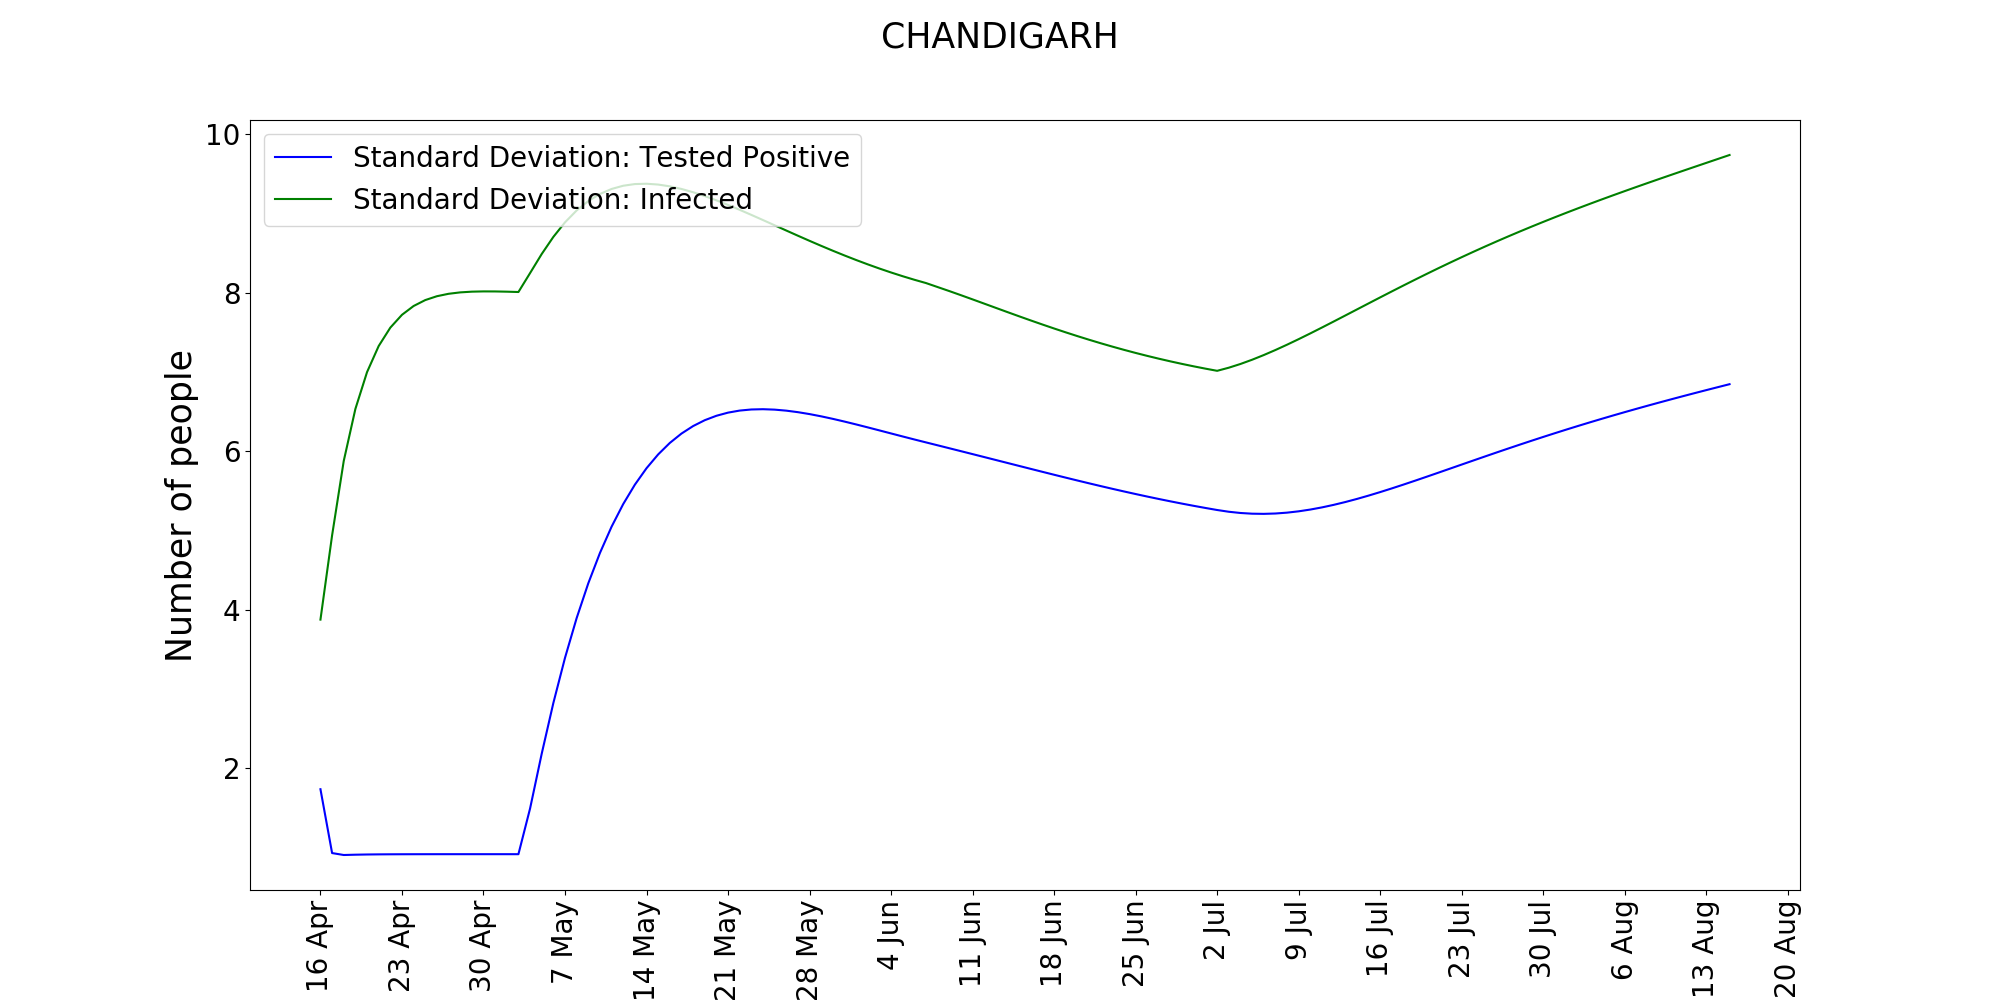 CHANDIGARH
Standard Deviation: Tested Positive
Standard Deviation: Infected
Number of people
10
8
6
4
2
16 Apr
23 Apr
30 Apr
7 May
14 May
21 May
28 May
4 Jun
11 Jun
18 Jun
25 Jun
2 Jul
9 Jul
16 Jul
23 Jul
30 Jul
6 Aug
13 Aug
20 Aug